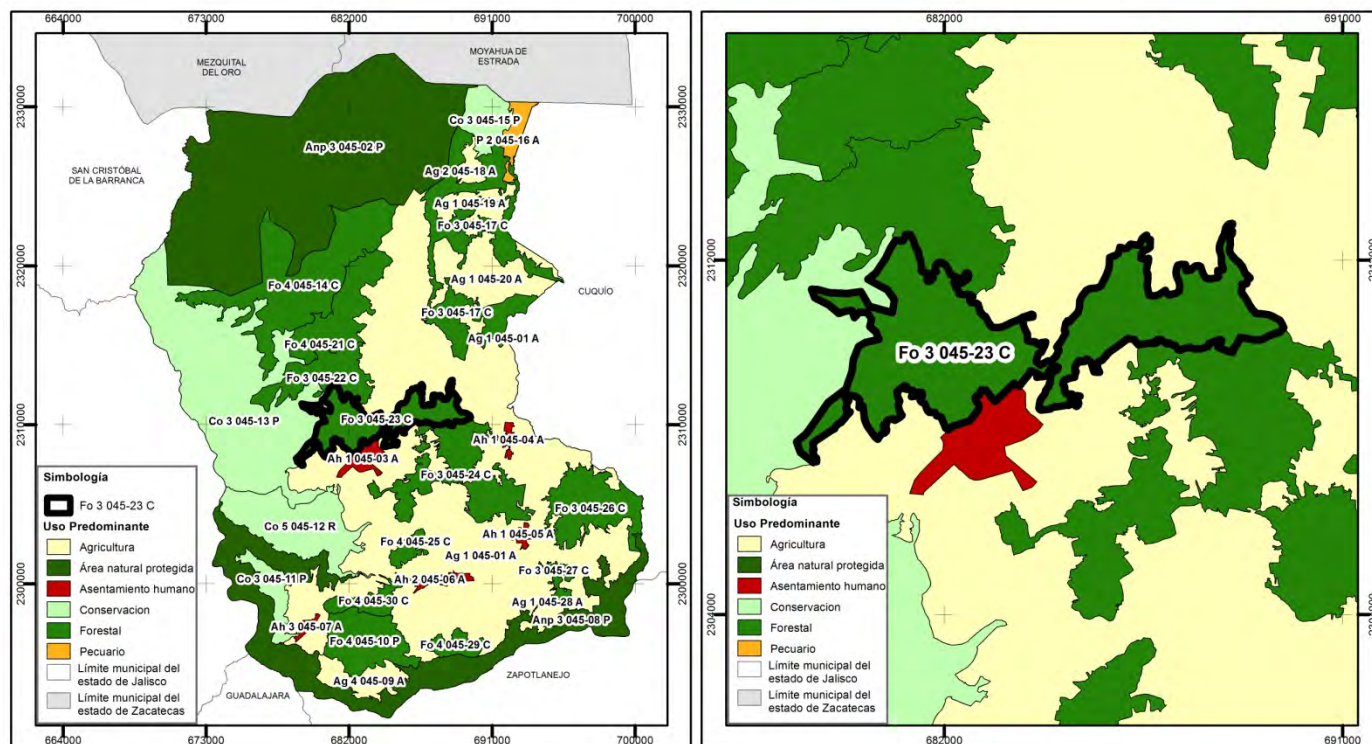 664000 673000 682000 691000 700000
MEZQUITAL
DEL ORO
MOYAHUA DE
ESTRADA
2330000
2330000
Co 3 045-15 P
P 2 045-16 A
Anp 3 045-02 P
SAN CRISTÓBAL
DE LA BARRANCA
Ag 2 045-18 A
Ag 1 045-19 A
Fo 3 045-17 C
2320000
2320000
Ag 1 045-20 A
Fo 4 045-14 C
CUQUÍO
Fo 3 045-17 C
Ag 1 045-01 A
Fo 4 045-21 C
Fo 3 045-22 C
Co 3 045-13 P
Fo 3 045-23 C
2310000
2310000
Ah 1 045-04 A
Ah 1 045-03 A
Fo 3 045-24 C
Fo 3 045-26 C
Co 5 045-12 R
Ah 1 045-05 A
Fo 4 045-25 C
Ag 1 045-01 A
Fo 3 045-27 C
Co 3 045-11 P
Ah 2 045-06 A
2300000
2300000
Fo 4 045-30 C
Ag 1 045-28 A
Anp 3 045-08 P
Ah 3 045-07 A
Fo 4 045-10 P
Fo 4 045-29 C
ZAPOTLANEJO
Ag 4 045-09 A
GUADALAJARA
Simbología
Fo 3 045-23 C
Uso Predominante
Agricultura
Área natural protegida
Asentamiento humano
Conservacion
Forestal
Pecuario
Límite municipal del
estado de Jalisco
Límite municipal del
estado de Zacatecas
664000 673000 682000 691000 700000
682000 691000
2312000
Fo 3 045-23 C
2304000
Simbología
Uso Predominante
Agricultura
Área natural protegida
Asentamiento humano
Conservacion
Forestal
Pecuario
Límite municipal del
estado de Jalisco
Límite municipal del
estado de Zacatecas
682000 691000